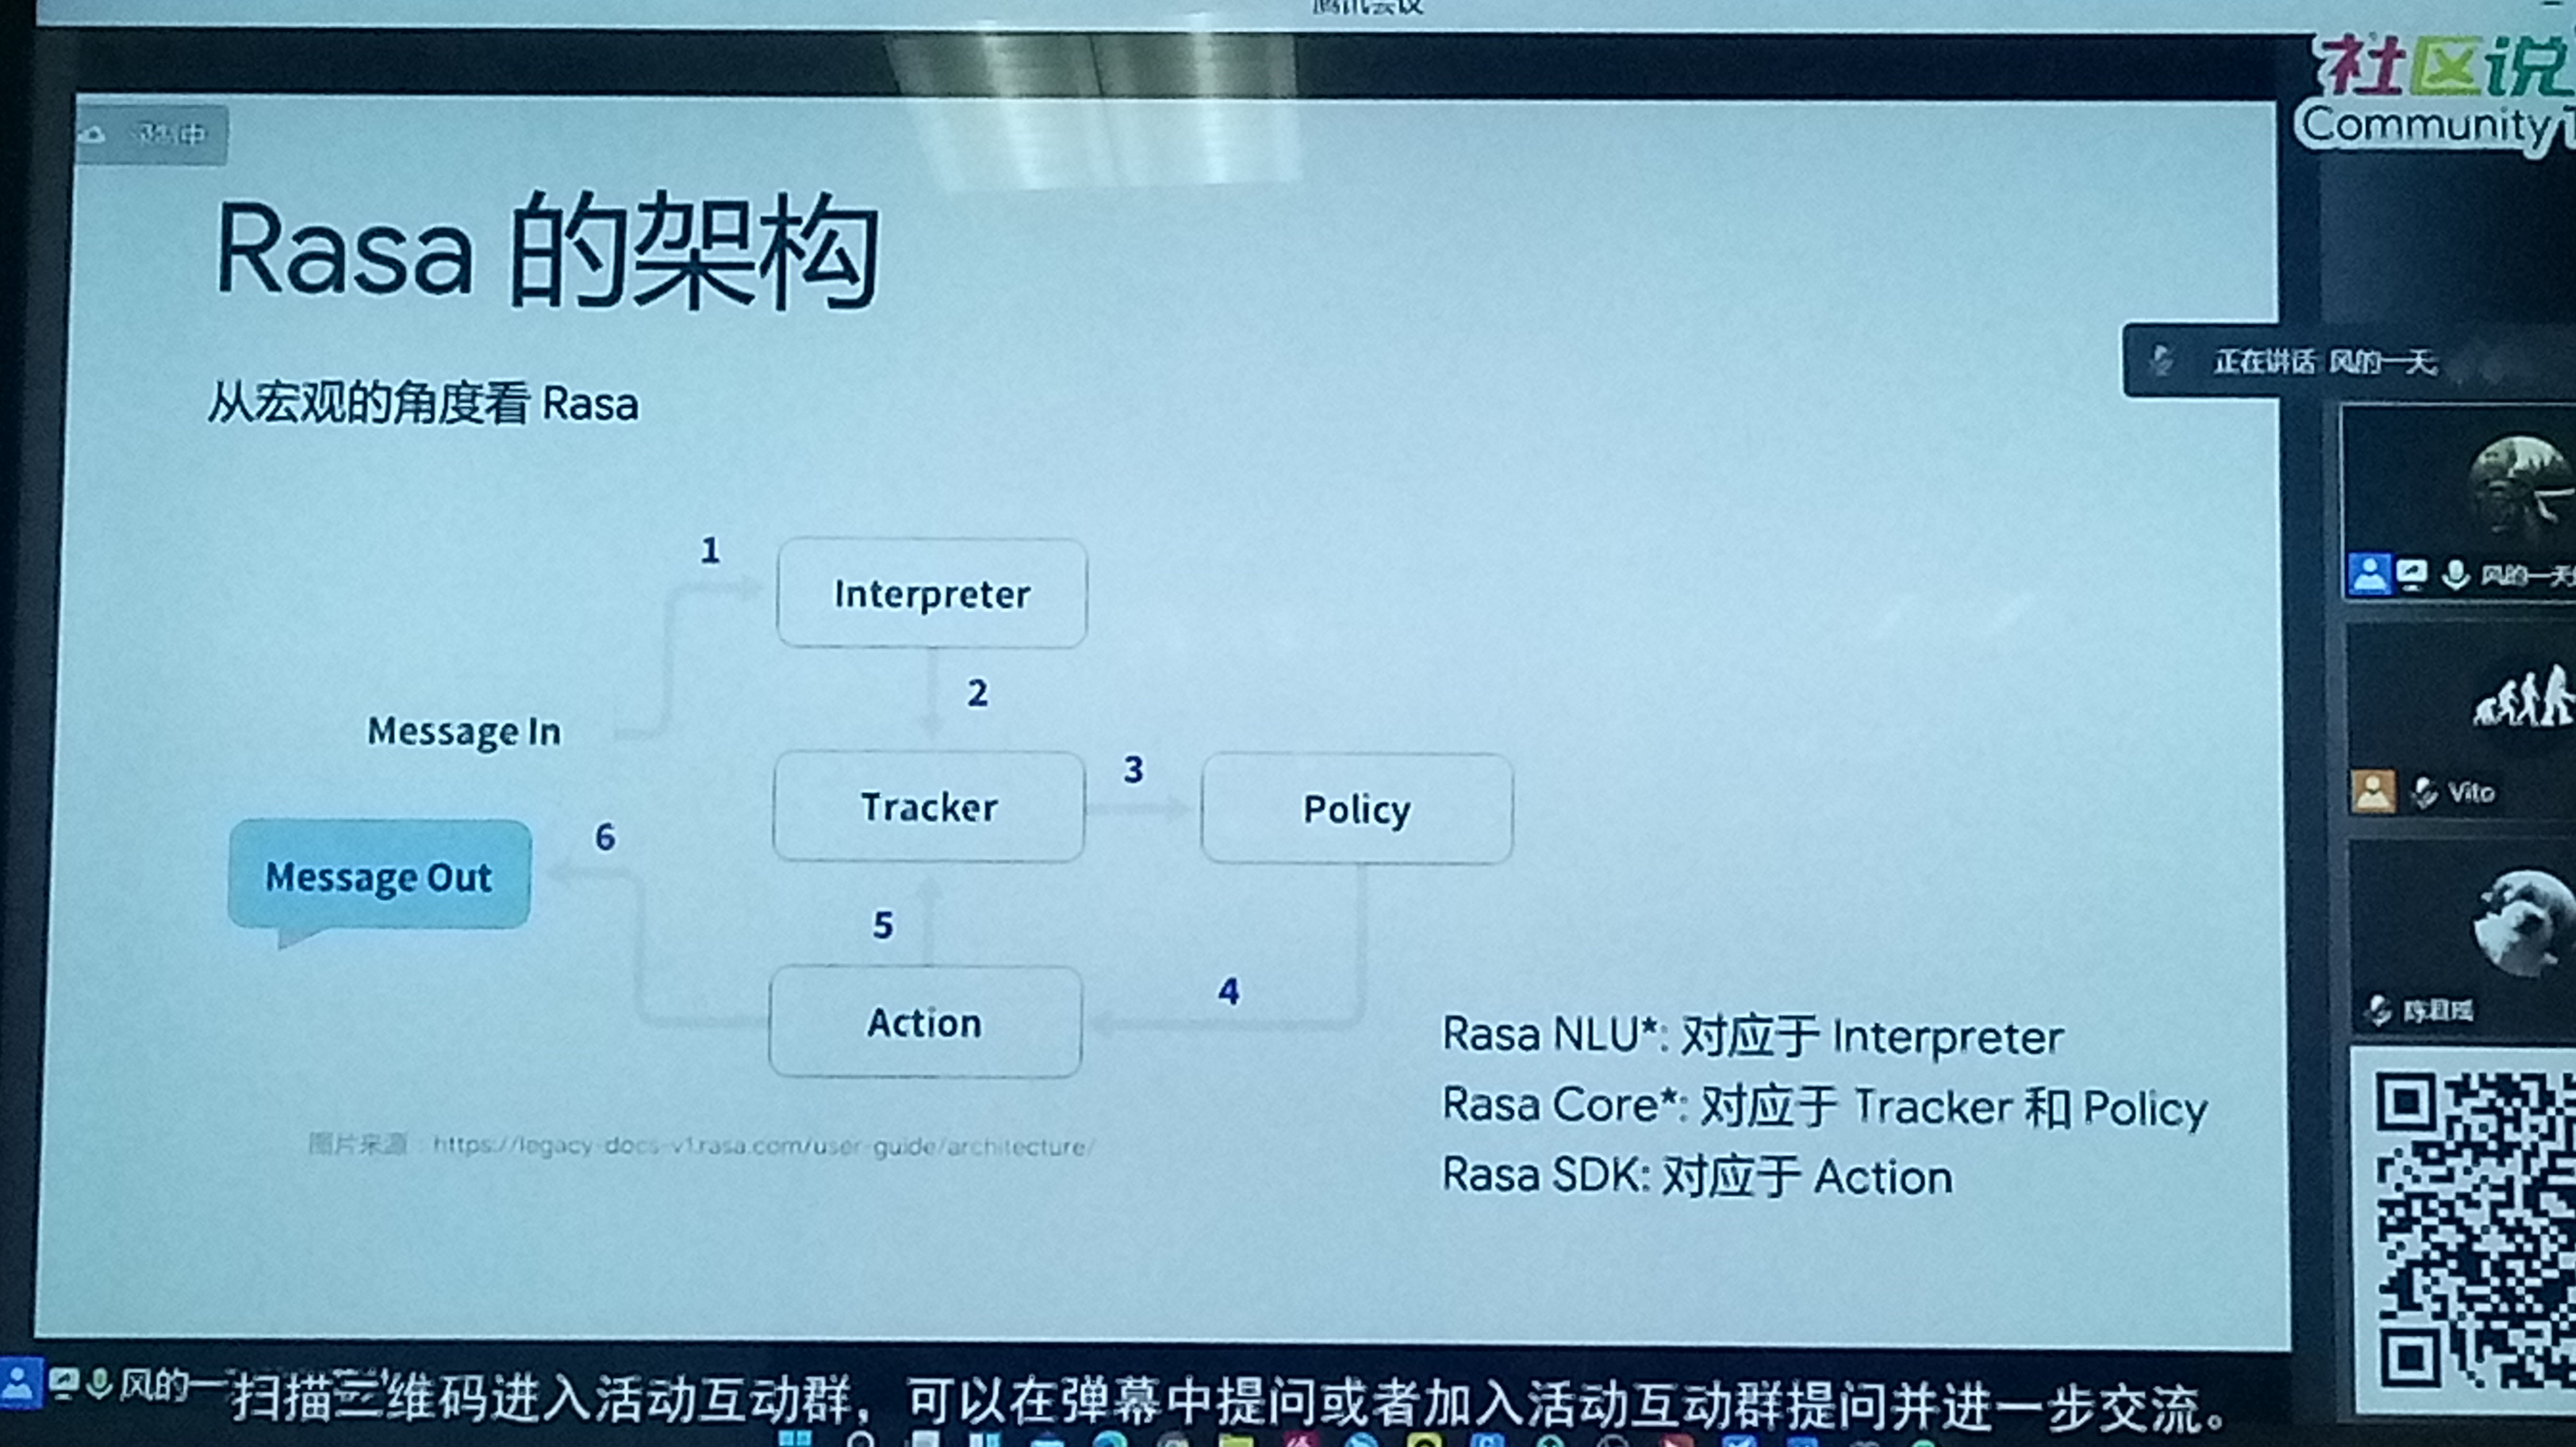 腾讯会议
社区说
Community
录制中
Rasa 的架构
从宏观的角度看 Rasa
正在讲话 风的一天
1
Interpreter
风的一天
2
Message In
3
Tracker
Policy
Vito
6
Message Out
5
4
Action
Rasa NLU*: 对应于 Interpreter
Rasa Core*: 对应于 Tracker 和 Policy
Rasa SDK: 对应于 Action
图片来源：https://legacy-docs-v1.rasa.com/user-guide/architecture/
风的一
扫描二维码进入活动互动群，可以在弹幕中提问或者加入活动互动群提问并进一步交流。